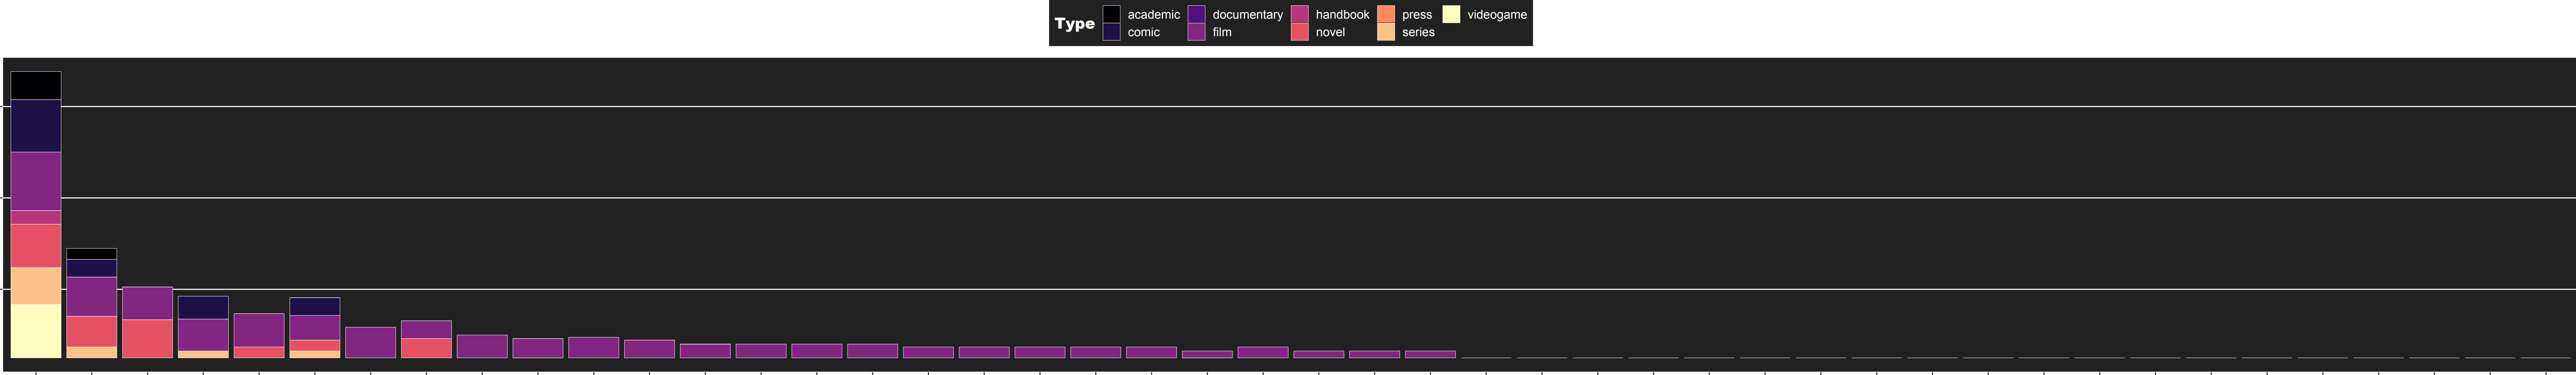 Type
academic documentary handbook press videogame
comic film novel series